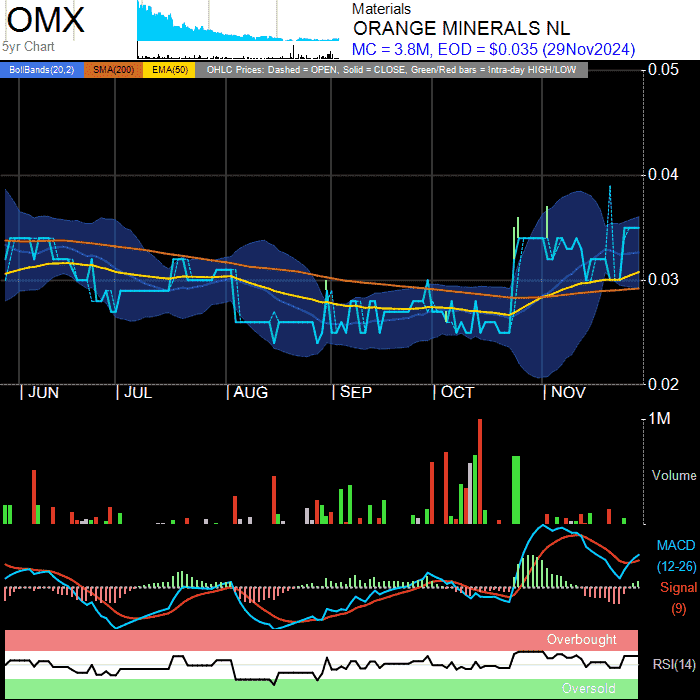 OMX
5yr Chart
Materials
ORANGE MINERALS NL
MC = 3.8M, EOD = $0.035 (29Nov2024)
BollBands(20,2) SMA(200) EMA(50) OHLC Prices: Dashed = OPEN, Solid = CLOSE, Green/Red bars = Intra-day HIGH/LOW
0.05
0.04
0.03
0.02
| JUN | JUL | AUG | SEP | OCT | NOV
1M
Volume
MACD
(12-26)
Signal
(9)
Overbought
RSI(14)
Oversold